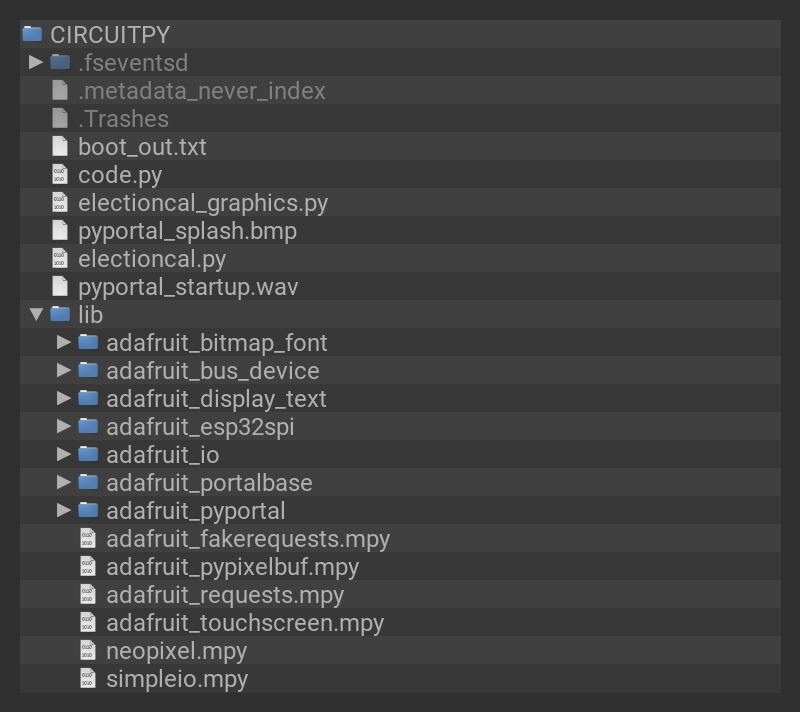 CIRCUITPY
.fseventsd
.metadata_never_index
.Trashes
boot_out.txt
code.py
electioncal_graphics.py
pyportal_splash.bmp
electioncal.py
pyportal_startup.wav
lib
adafruit_bitmap_font
adafruit_bus_device
adafruit_display_text
adafruit_esp32spi
adafruit_io
adafruit_portalbase
adafruit_pyportal
adafruit_fakerequests.mpy
adafruit_pypixelbuf.mpy
adafruit_requests.mpy
adafruit_touchscreen.mpy
neopixel.mpy
simpleio.mpy